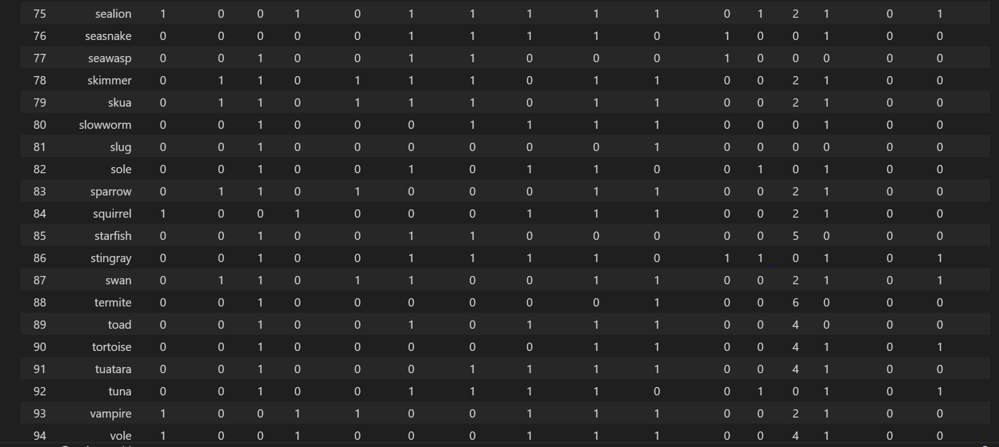 75 sealion 1 0 0 1 0 1 1 1 1 1 0 1 2 1 0 1
76 seasnake 0 0 0 0 0 1 1 1 1 0 1 0 0 1 0 0
77 seawasp 0 0 1 0 0 1 1 0 0 0 1 0 0 0 0 0
78 skimmer 0 1 1 0 1 1 1 0 1 1 0 0 2 1 0 0
79 skua 0 1 1 0 1 1 1 0 1 1 0 0 2 1 0 0
80 slowworm 0 0 1 0 0 0 1 1 1 1 0 0 0 1 0 0
81 slug 0 0 1 0 0 0 0 0 0 1 0 0 0 0 0 0
82 sole 0 0 1 0 0 1 0 1 1 0 0 1 0 1 0 0
83 sparrow 0 1 1 0 1 0 0 0 1 1 0 0 2 1 0 0
84 squirrel 1 0 0 1 0 0 0 1 1 1 0 0 2 1 0 0
85 starfish 0 0 1 0 0 1 1 0 0 0 0 0 5 0 0 0
86 stingray 0 0 1 0 0 1 1 1 1 0 1 1 0 1 0 1
87 swan 0 1 1 0 1 1 0 0 1 1 0 0 2 1 0 1
88 termite 0 0 1 0 0 0 0 0 0 1 0 0 6 0 0 0
89 toad 0 0 1 0 0 1 0 1 1 1 0 0 4 0 0 0
90 tortoise 0 0 1 0 0 0 0 0 1 1 0 0 4 1 0 1
91 tuatara 0 0 1 0 0 0 1 1 1 1 0 0 4 1 0 0
92 tuna 0 0 1 0 0 1 1 1 1 0 0 1 0 1 0 1
93 vampire 1 0 0 1 1 0 0 1 1 1 0 0 2 1 0 0
94 vole 1 0 0 1 0 0 0 1 1 1 0 0 4 1 0 0